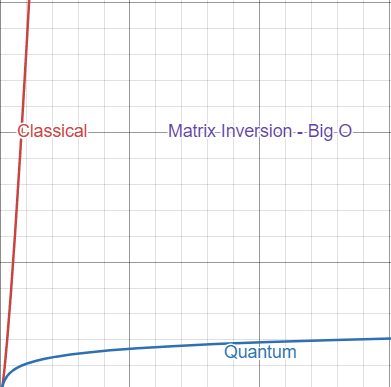 Classical
Matrix Inversion - Big O
Quantum